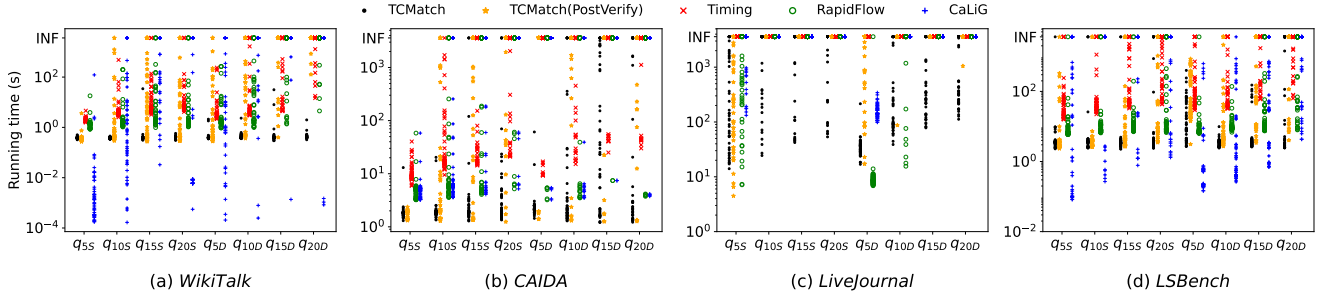 TCMatch TCMatch(PostVerify) Timing RapidFlow CaLiG
Running time (s)
INF
10²
10⁰
10⁻²
10⁻⁴
q5S q10S q15S q20S q5D q10D q15D q20D
(a) WikiTalk
INF
10³
10²
10¹
10⁰
q5S q10S q15S q20S q5D q10D q15D q20D
(b) CAIDA
INF
10³
10²
10¹
10⁰
q5S q10S q15S q20S q5D q10D q15D q20D
(c) LiveJournal
INF
10⁴
10²
10⁰
10⁻²
q5S q10S q15S q20S q5D q10D q15D q20D
(d) LSBench